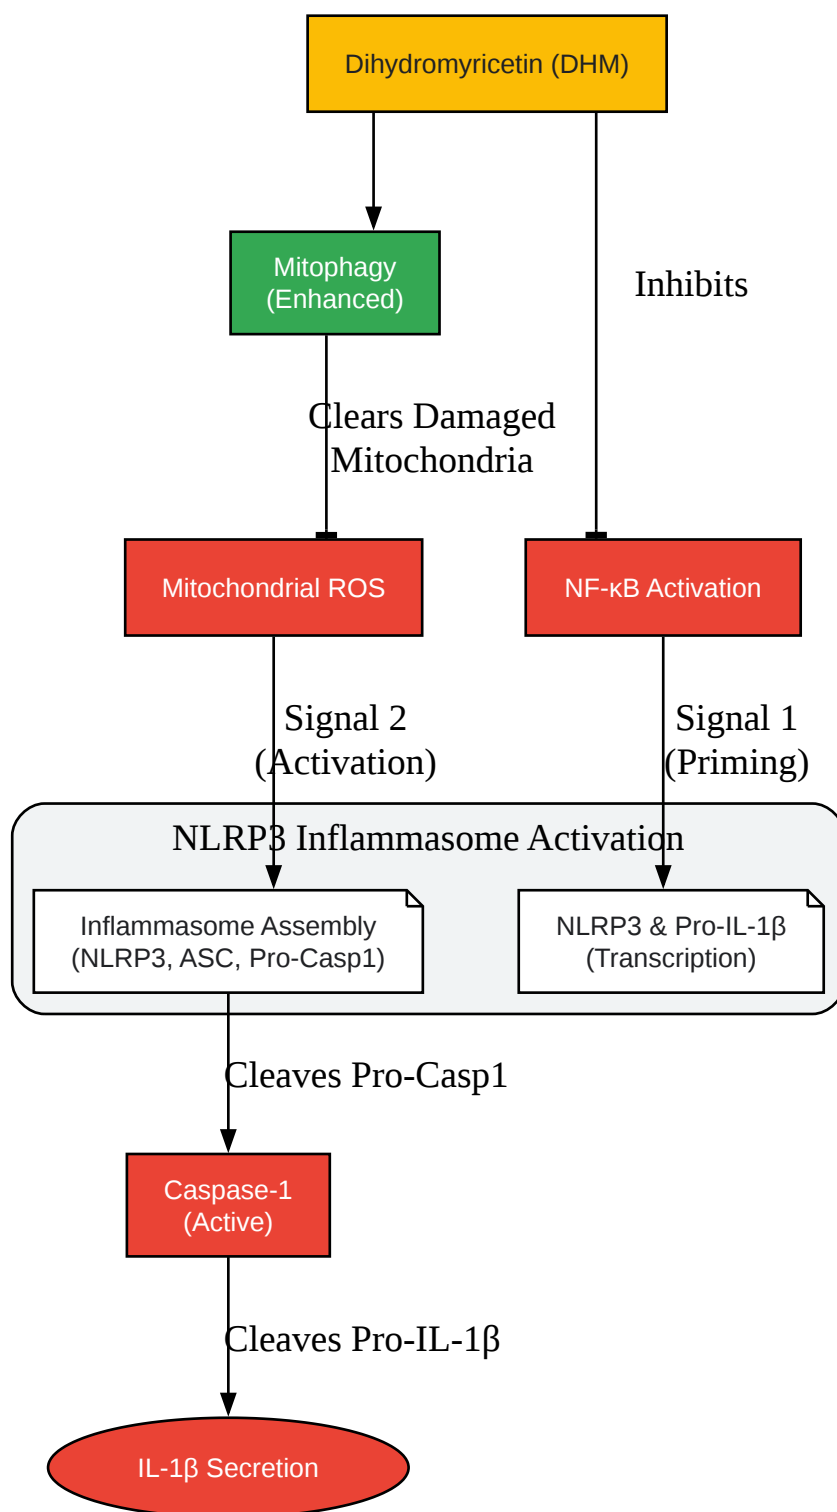 Dihydromyricetin (DHM)
Mitophagy
(Enhanced)
Inhibits
Clears Damaged
Mitochondria
Mitochondrial ROS
NF-κB Activation
Signal 2
(Activation)
Signal 1
(Priming)
NLRP3 Inflammasome Activation
Inflammasome Assembly
(NLRP3, ASC, Pro-Casp1)
NLRP3 & Pro-IL-1β
(Transcription)
Cleaves Pro-Casp1
Caspase-1
(Active)
Cleaves Pro-IL-1β
IL-1β Secretion